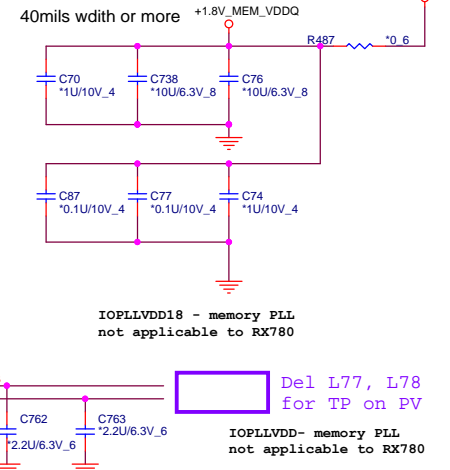 40mils wdith or more
+1.8V_MEM_VDDQ
R487
*0_6
C70
*1U/10V_4
C738
*10U/6.3V_8
C76
*10U/6.3V_8
C87
*0.1U/10V_4
C77
*0.1U/10V_4
C74
*1U/10V_4
IOPLLVDD18 - memory PLL
not applicable to RX780
Del L77, L78
for TP on PV
C762
*2.2U/6.3V_6
C763
*2.2U/6.3V_6
IOPLLVDD- memory PLL
not applicable to RX780